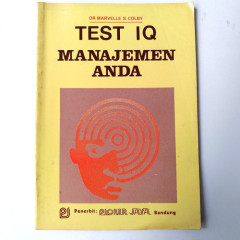 DR MARVELLE S. COLBY
TEST IQ
MANAJEMEN
ANDA
Penerbit: PIONIR JAYA Bandung